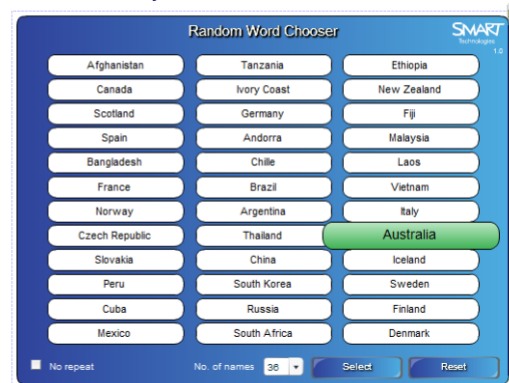 Random Word Chooser
SMART
Technologies
1.0
Afghanistan Tanzania Ethiopia
Canada Ivory Coast New Zealand
Scotland Germany Fiji
Spain Andorra Malaysia
Bangladesh Chille Laos
France Brazil Vietnam
Norway Argentina Italy
Czech Republic Thailand Australia
Slovakia China Iceland
Peru South Korea Sweden
Cuba Russia Finland
Mexico South Africa Denmark
No repeat No. of names 36 Select Reset